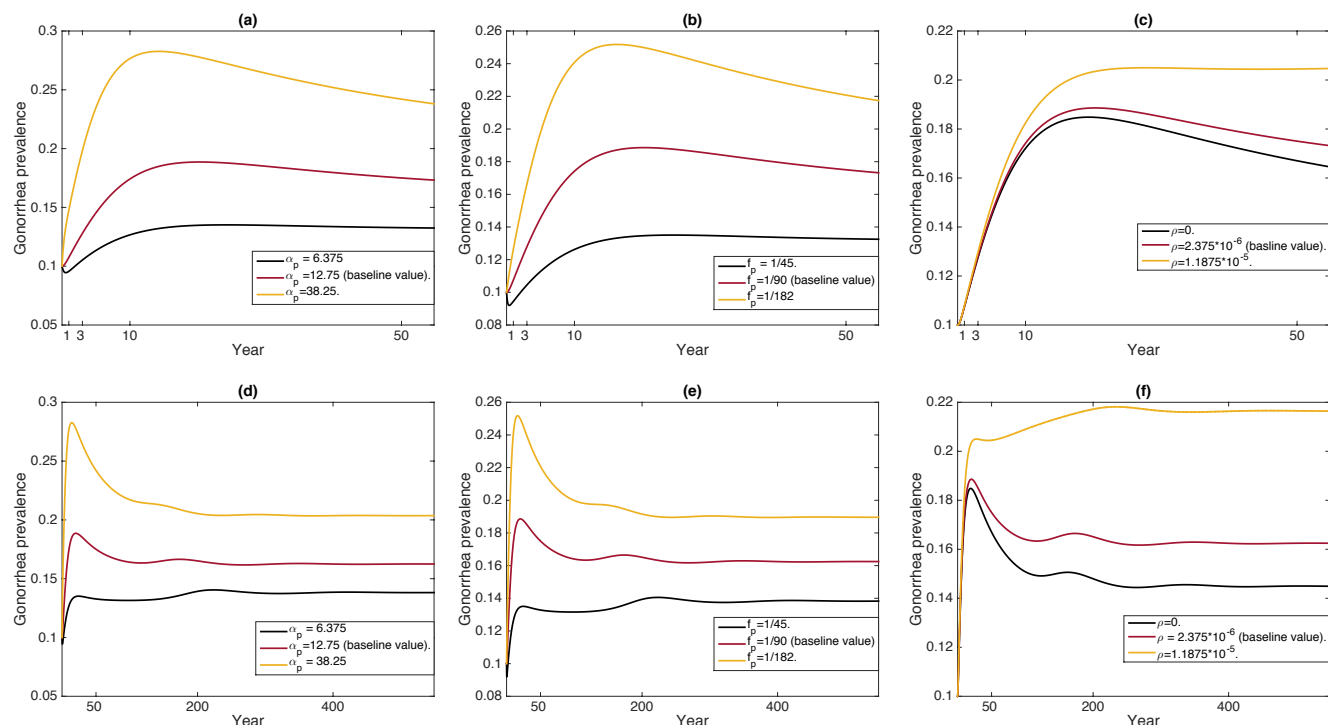 (a)
Gonorrhea prevalence
0.3
0.25
0.2
0.15
0.1
0.05
α_p = 6.375
α_p =12.75 (baseline value).
α_p=38.25.
1 3 10 50
Year
(b)
Gonorrhea prevalence
0.26
0.24
0.22
0.2
0.18
0.16
0.14
0.12
0.1
0.08
f_p = 1/45.
f_p=1/90 (baseline value)
f_p=1/182
1 3 10 50
Year
(c)
Gonorrhea prevalence
0.22
0.2
0.18
0.16
0.14
0.12
0.1
ρ=0.
ρ=2.375*10^-6 (basline value)
ρ=1.1875*10^-5.
1 3 10 50
Year
(d)
Gonorrhea prevalence
0.3
0.25
0.2
0.15
0.1
0.05
α_p = 6.375
α_p =12.75 (baseline value).
α_p = 38.25
50 200 400
Year
(e)
Gonorrhea prevalence
0.26
0.24
0.22
0.2
0.18
0.16
0.14
0.12
0.1
0.08
f_p=1/45.
f_p=1/90 (baseline value)
f_p=1/182.
50 200 400
Year
(f)
Gonorrhea prevalence
0.22
0.2
0.18
0.16
0.14
0.12
0.1
ρ=0.
ρ = 2.375*10^-6 (baseline value)
ρ=1.1875*10^-5.
50 200 400
Year